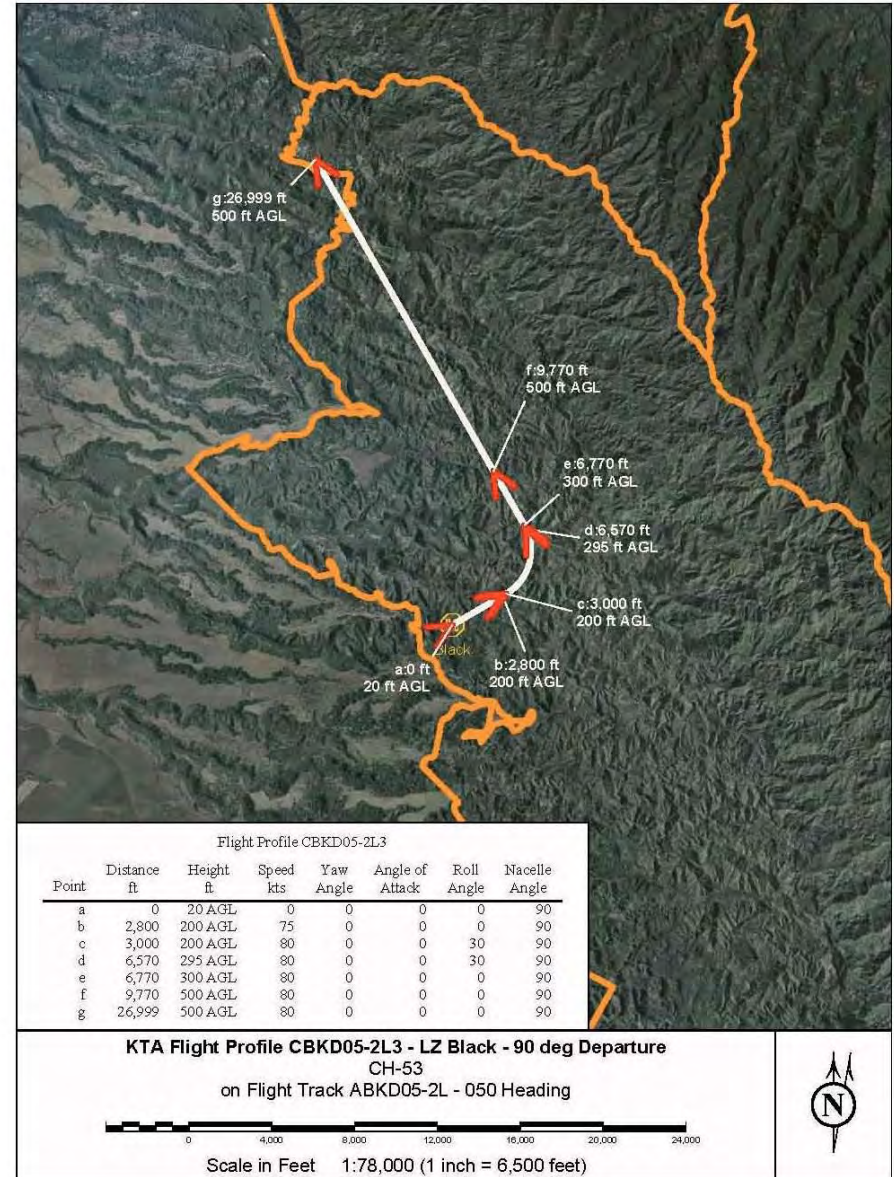 g:26,999 ft
500 ft AGL
f:9,770 ft
500 ft AGL
e:6,770 ft
300 ft AGL
d:6,570 ft
295 ft AGL
c:3,000 ft
200 ft AGL
Black
b:2,800 ft
200 ft AGL
a:0 ft
20 ft AGL
Flight Profile CBKD05-2L3
Point Distance ft Height ft Speed kts Yaw Angle Angle of Attack Roll Angle Nacelle Angle
a 0 20 AGL 0 0 0 0 90
b 2,800 200 AGL 75 0 0 0 90
c 3,000 200 AGL 80 0 0 30 90
d 6,570 295 AGL 80 0 0 30 90
e 6,770 300 AGL 80 0 0 0 90
f 9,770 500 AGL 80 0 0 0 90
g 26,999 500 AGL 80 0 0 0 90
KTA Flight Profile CBKD05-2L3 - LZ Black - 90 deg Departure
CH-53
on Flight Track ABKD05-2L - 050 Heading
0 4,000 8,000 12,000 16,000 20,000 24,000
Scale in Feet 1:78,000 (1 inch = 6,500 feet)
N